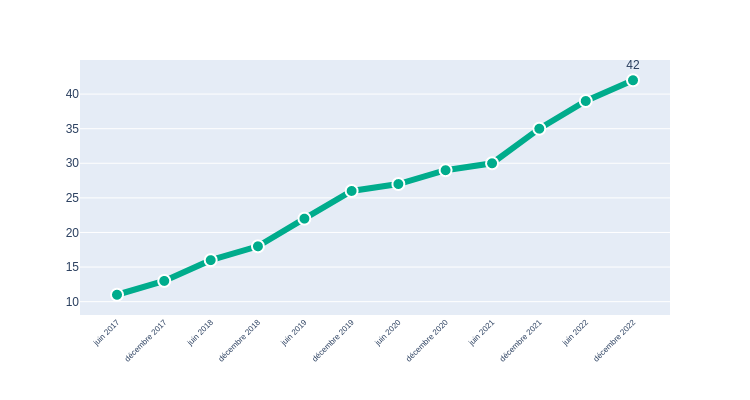 42
40
35
30
25
20
15
10
juin 2017
décembre 2017
juin 2018
décembre 2018
juin 2019
décembre 2019
juin 2020
décembre 2020
juin 2021
décembre 2021
juin 2022
décembre 2022